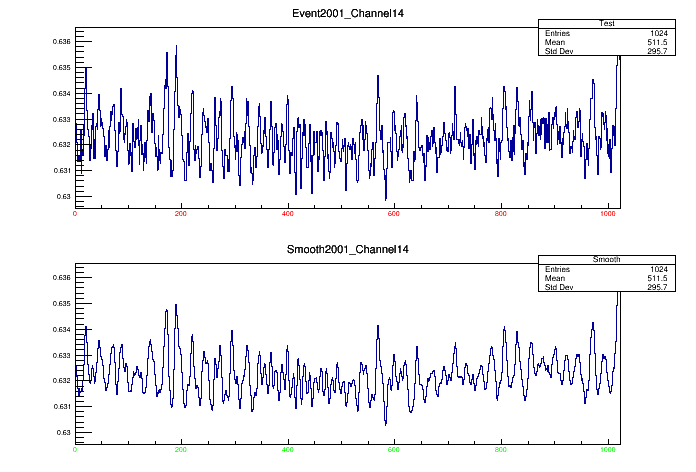 Event2001_Channel14
Test
Entries 1024
Mean 511.5
Std Dev 295.7
0.636
0.635
0.634
0.633
0.632
0.631
0.63
0 200 400 600 800 1000
Smooth2001_Channel14
Smooth
Entries 1024
Mean 511.5
Std Dev 295.7
0.636
0.635
0.634
0.633
0.632
0.631
0.63
0 200 400 600 800 1000